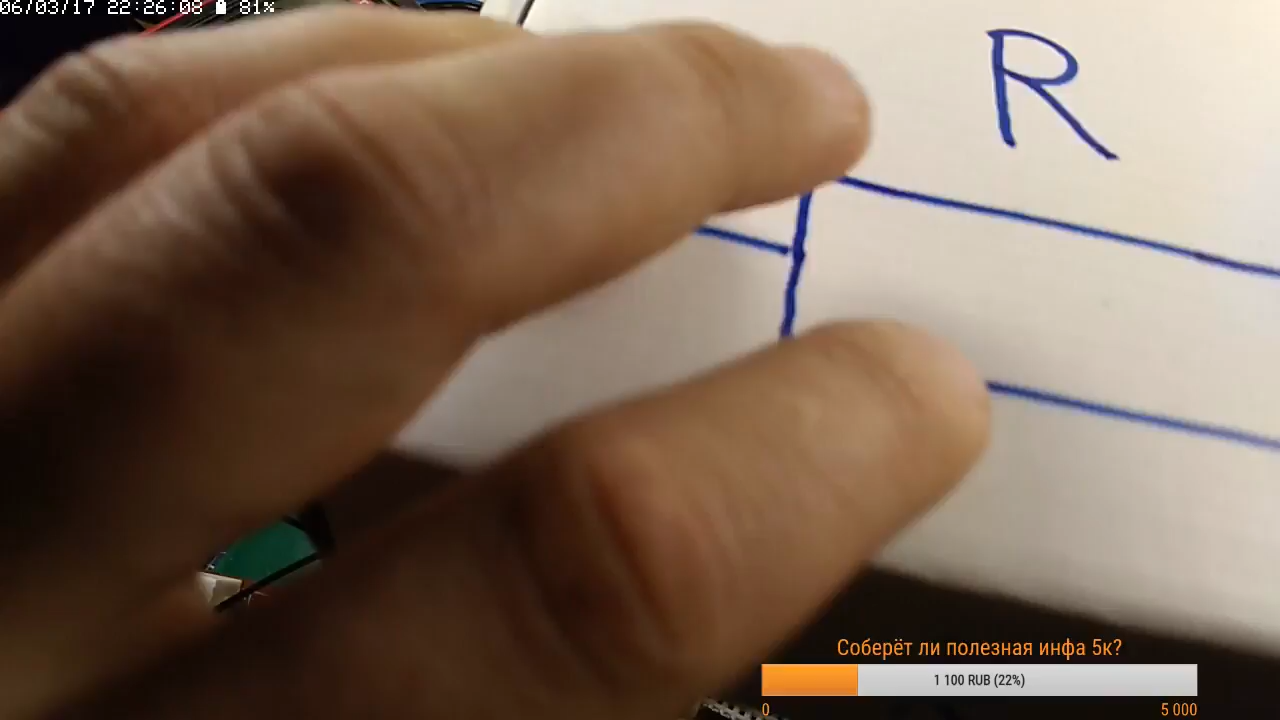 06/03/17 22:26:08 81%
R
Соберёт ли полезная инфа 5к?
1 100 RUB (22%)
0 5 000